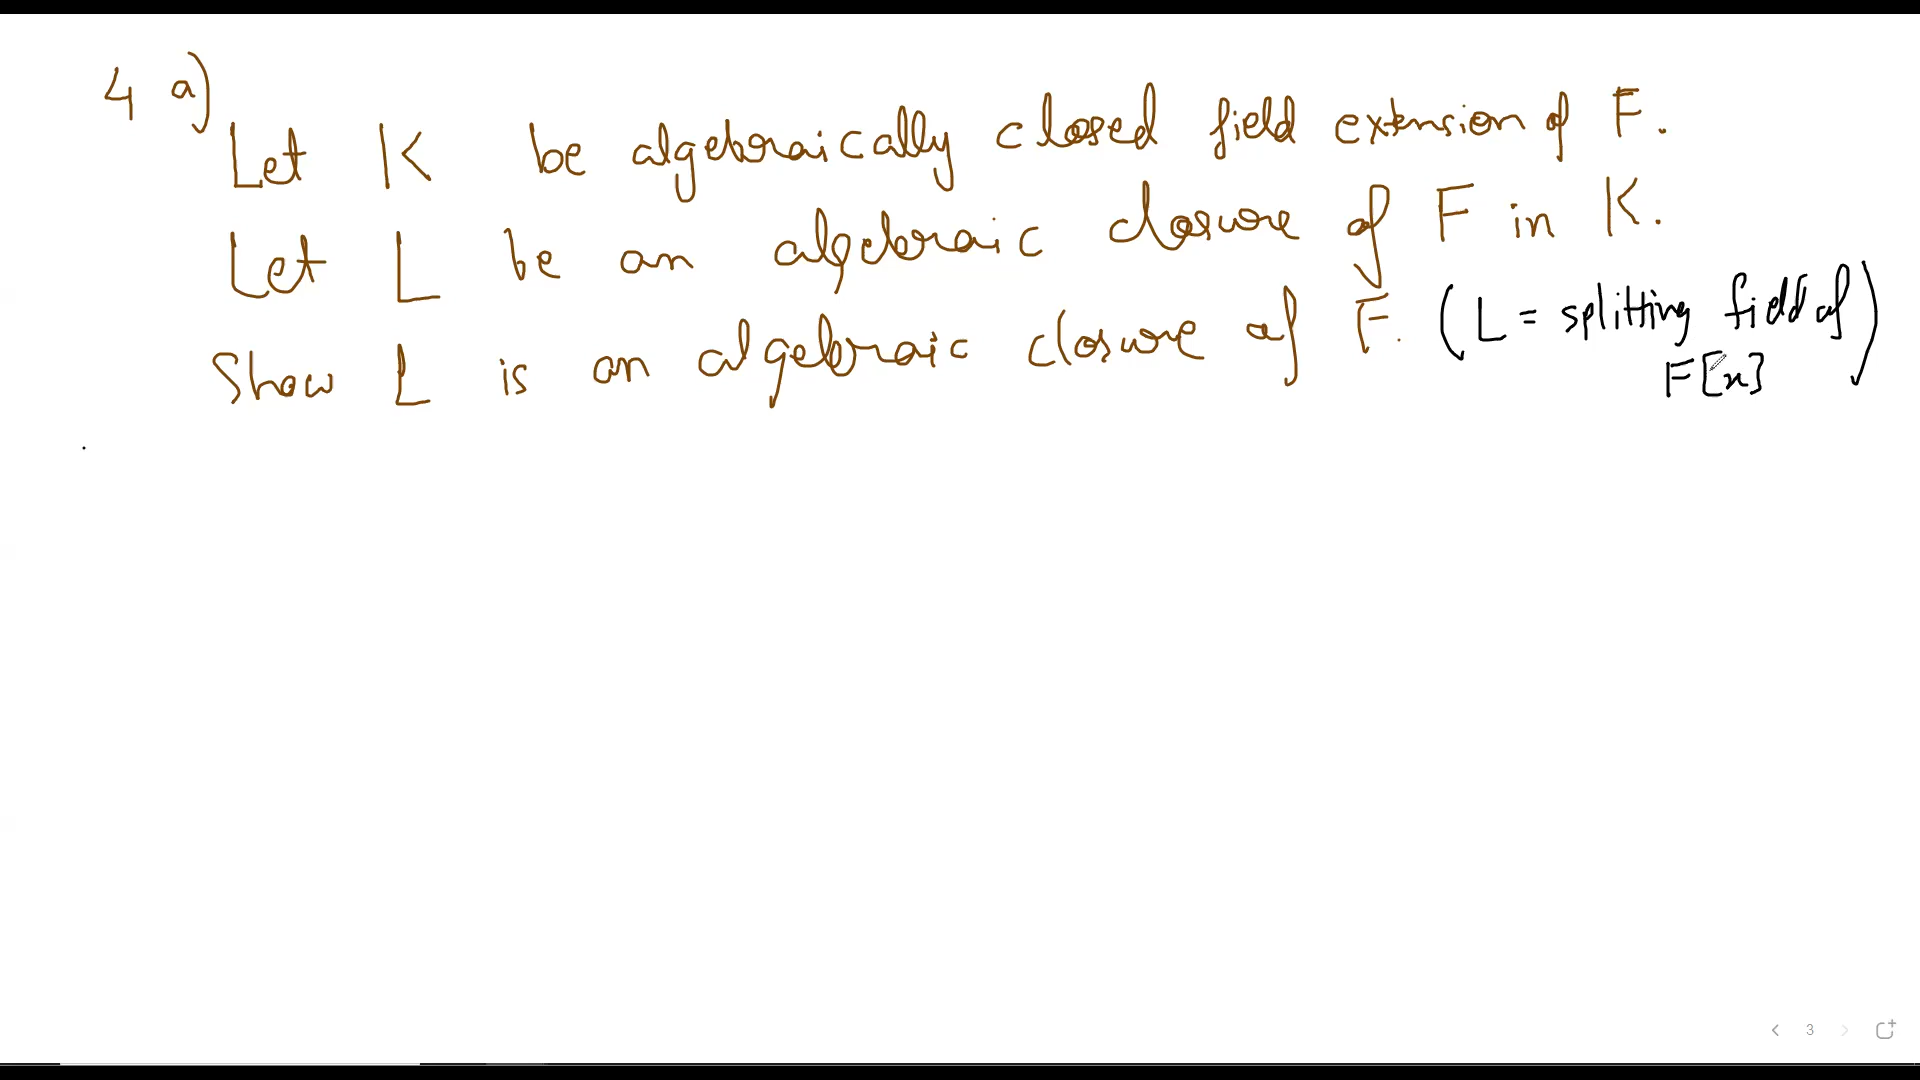 4 a)
Let K be algebraically closed field extension of F.
Let L be an algebraic closure of F in K.
Show L is an algebraic closure of F. (L = splitting field of
F[x])
3